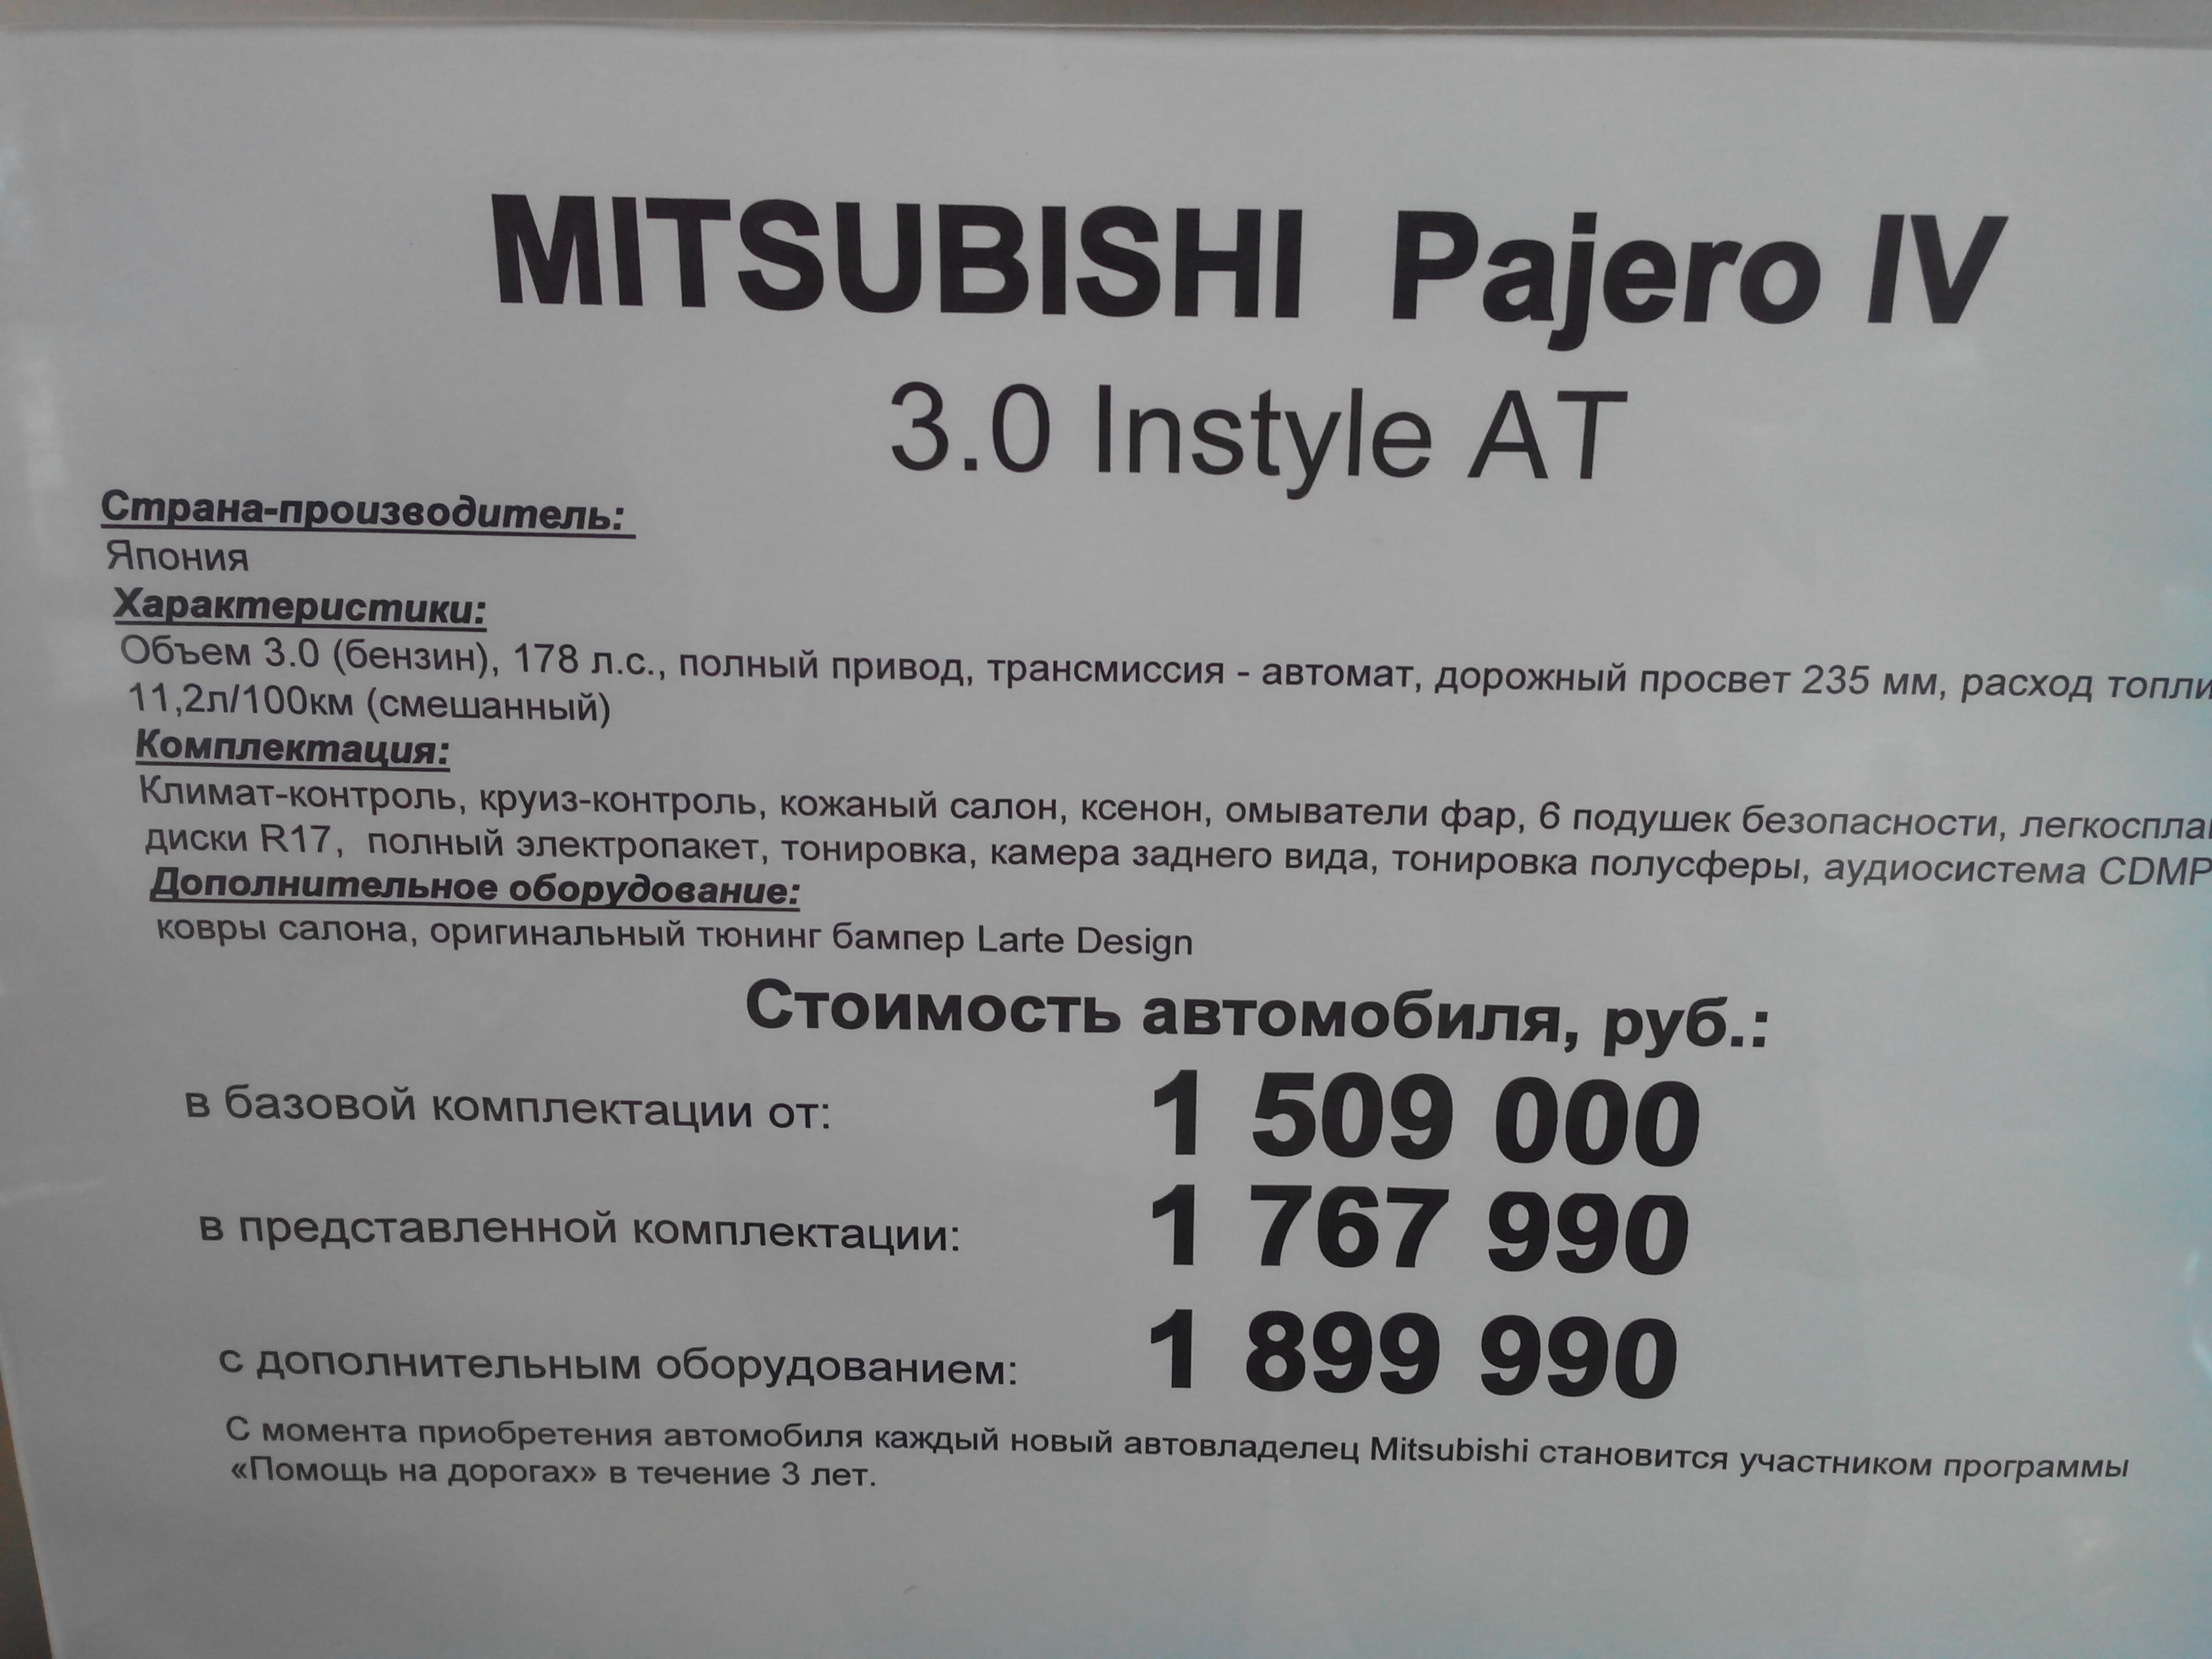 MITSUBISHI Pajero IV
3.0 Instyle AT
Страна-производитель:
Япония
Характеристики:
Объем 3.0 (бензин), 178 л.с., полный привод, трансмиссия - автомат, дорожный просвет 235 мм, расход
11,2л/100км (смешанный)
Комплектация:
Климат-контроль, круиз-контроль, кожаный салон, ксенон, омыватели фар, 6 подушек безопасности,
диски R17, полный электропакет, тонировка, камера заднего вида, тонировка полусферы, аудиосистема
Дополнительное оборудование:
ковры салона, оригинальный тюнинг бампер Larte Design
Стоимость автомобиля, руб.:
в базовой комплектации от: 1 509 000
в представленной комплектации: 1 767 990
с дополнительным оборудованием: 1 899 990
С момента приобретения автомобиля каждый новый автовладелец Mitsubishi становится участником программы
«Помощь на дорогах» в течение 3 лет.